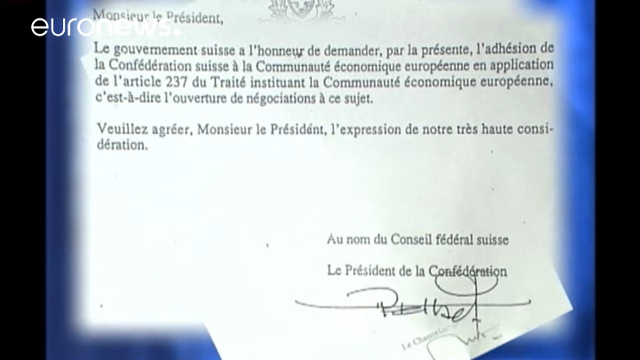 euronews.
Monsieur le Président,
Le gouvernement suisse a l'honneur de demander, par la présente, l'adhésion de
la Confédération suisse à la Communauté économique européenne en application
de l'article 237 du Traité instituant la Communauté économique européenne,
c'est-à-dire l'ouverture de négociations à ce sujet.
Veuillez agréer, Monsieur le Président, l'expression de notre très haute consi-
dération.
Au nom du Conseil fédéral suisse
Le Président de la Confédération